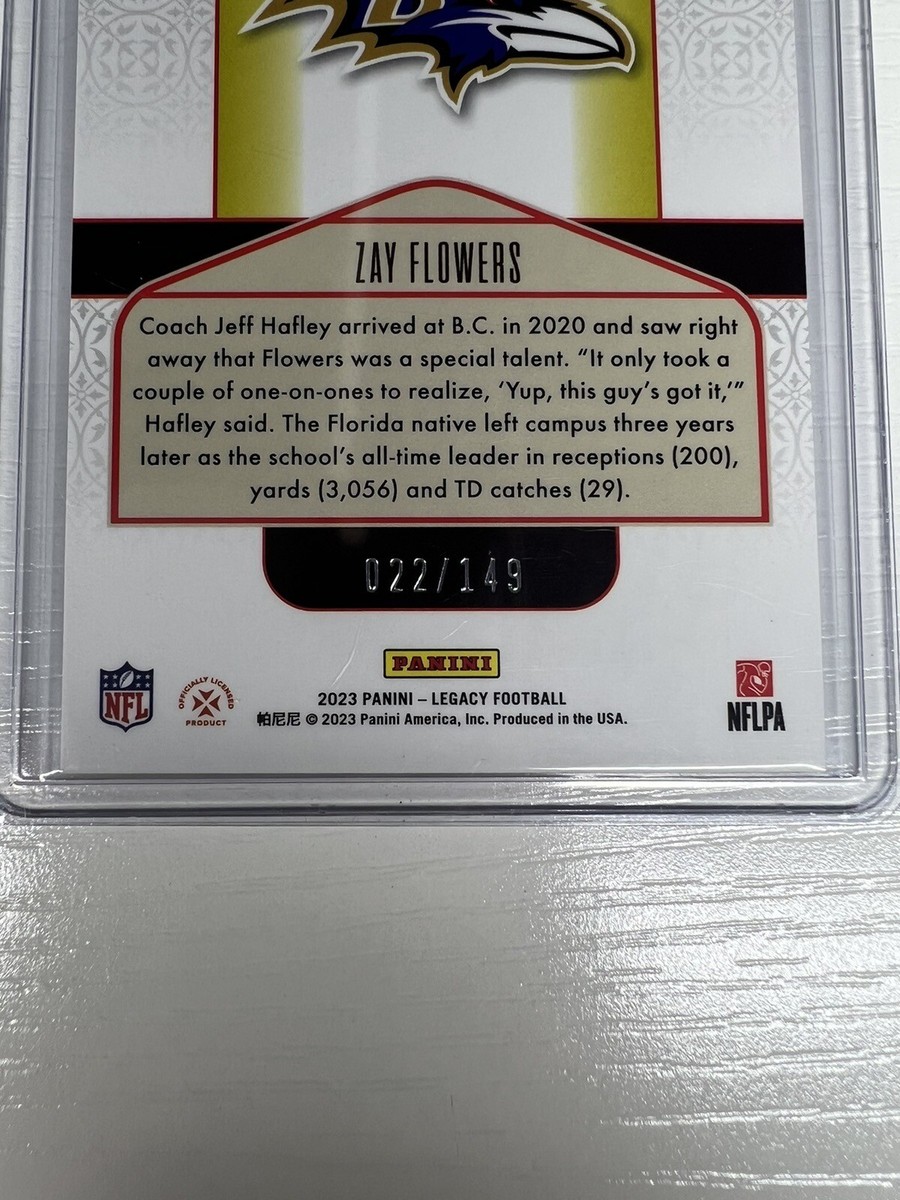 B
ZAY FLOWERS
Coach Jeff Hafley arrived at B.C. in 2020 and saw right
away that Flowers was a special talent. “It only took a
couple of one-on-ones to realize, ‘Yup, this guy’s got it,’”
Hafley said. The Florida native left campus three years
later as the school’s all-time leader in receptions (200),
yards (3,056) and TD catches (29).
022/149
PANINI
NFL
OFFICIALLY LICENSED
PRODUCT
2023 PANINI – LEGACY FOOTBALL
帕尼尼 © 2023 Panini America, Inc. Produced in the USA.
NFLPA